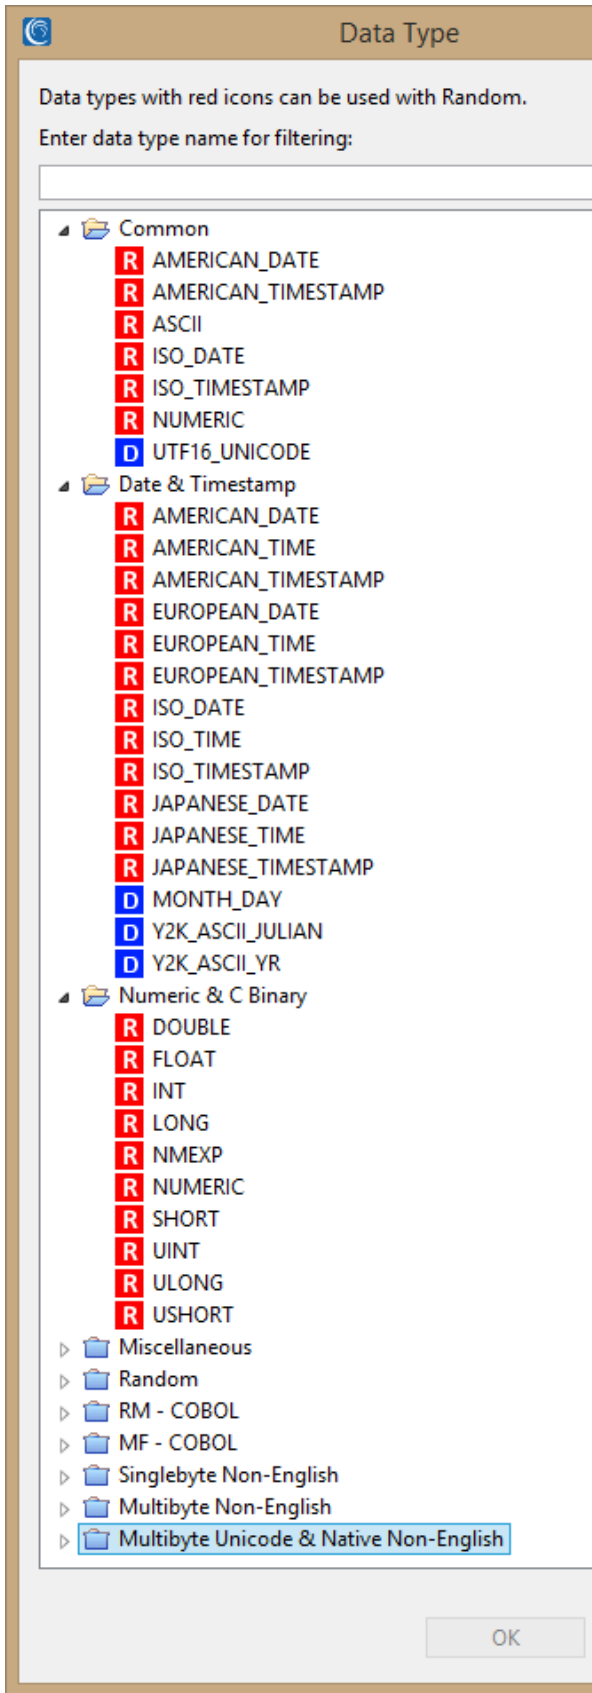 Data Type
Data types with red icons can be used with Random.
Enter data type name for filtering:
Common
R AMERICAN_DATE
R AMERICAN_TIMESTAMP
R ASCII
R ISO_DATE
R ISO_TIMESTAMP
R NUMERIC
D UTF16_UNICODE
Date & Timestamp
R AMERICAN_DATE
R AMERICAN_TIME
R AMERICAN_TIMESTAMP
R EUROPEAN_DATE
R EUROPEAN_TIME
R EUROPEAN_TIMESTAMP
R ISO_DATE
R ISO_TIME
R ISO_TIMESTAMP
R JAPANESE_DATE
R JAPANESE_TIME
R JAPANESE_TIMESTAMP
D MONTH_DAY
D Y2K_ASCII_JULIAN
D Y2K_ASCII_YR
Numeric & C Binary
R DOUBLE
R FLOAT
R INT
R LONG
R NMEXP
R NUMERIC
R SHORT
R UINT
R ULONG
R USHORT
Miscellaneous
Random
RM - COBOL
MF - COBOL
Singlebyte Non-English
Multibyte Non-English
Multibyte Unicode & Native Non-English
OK